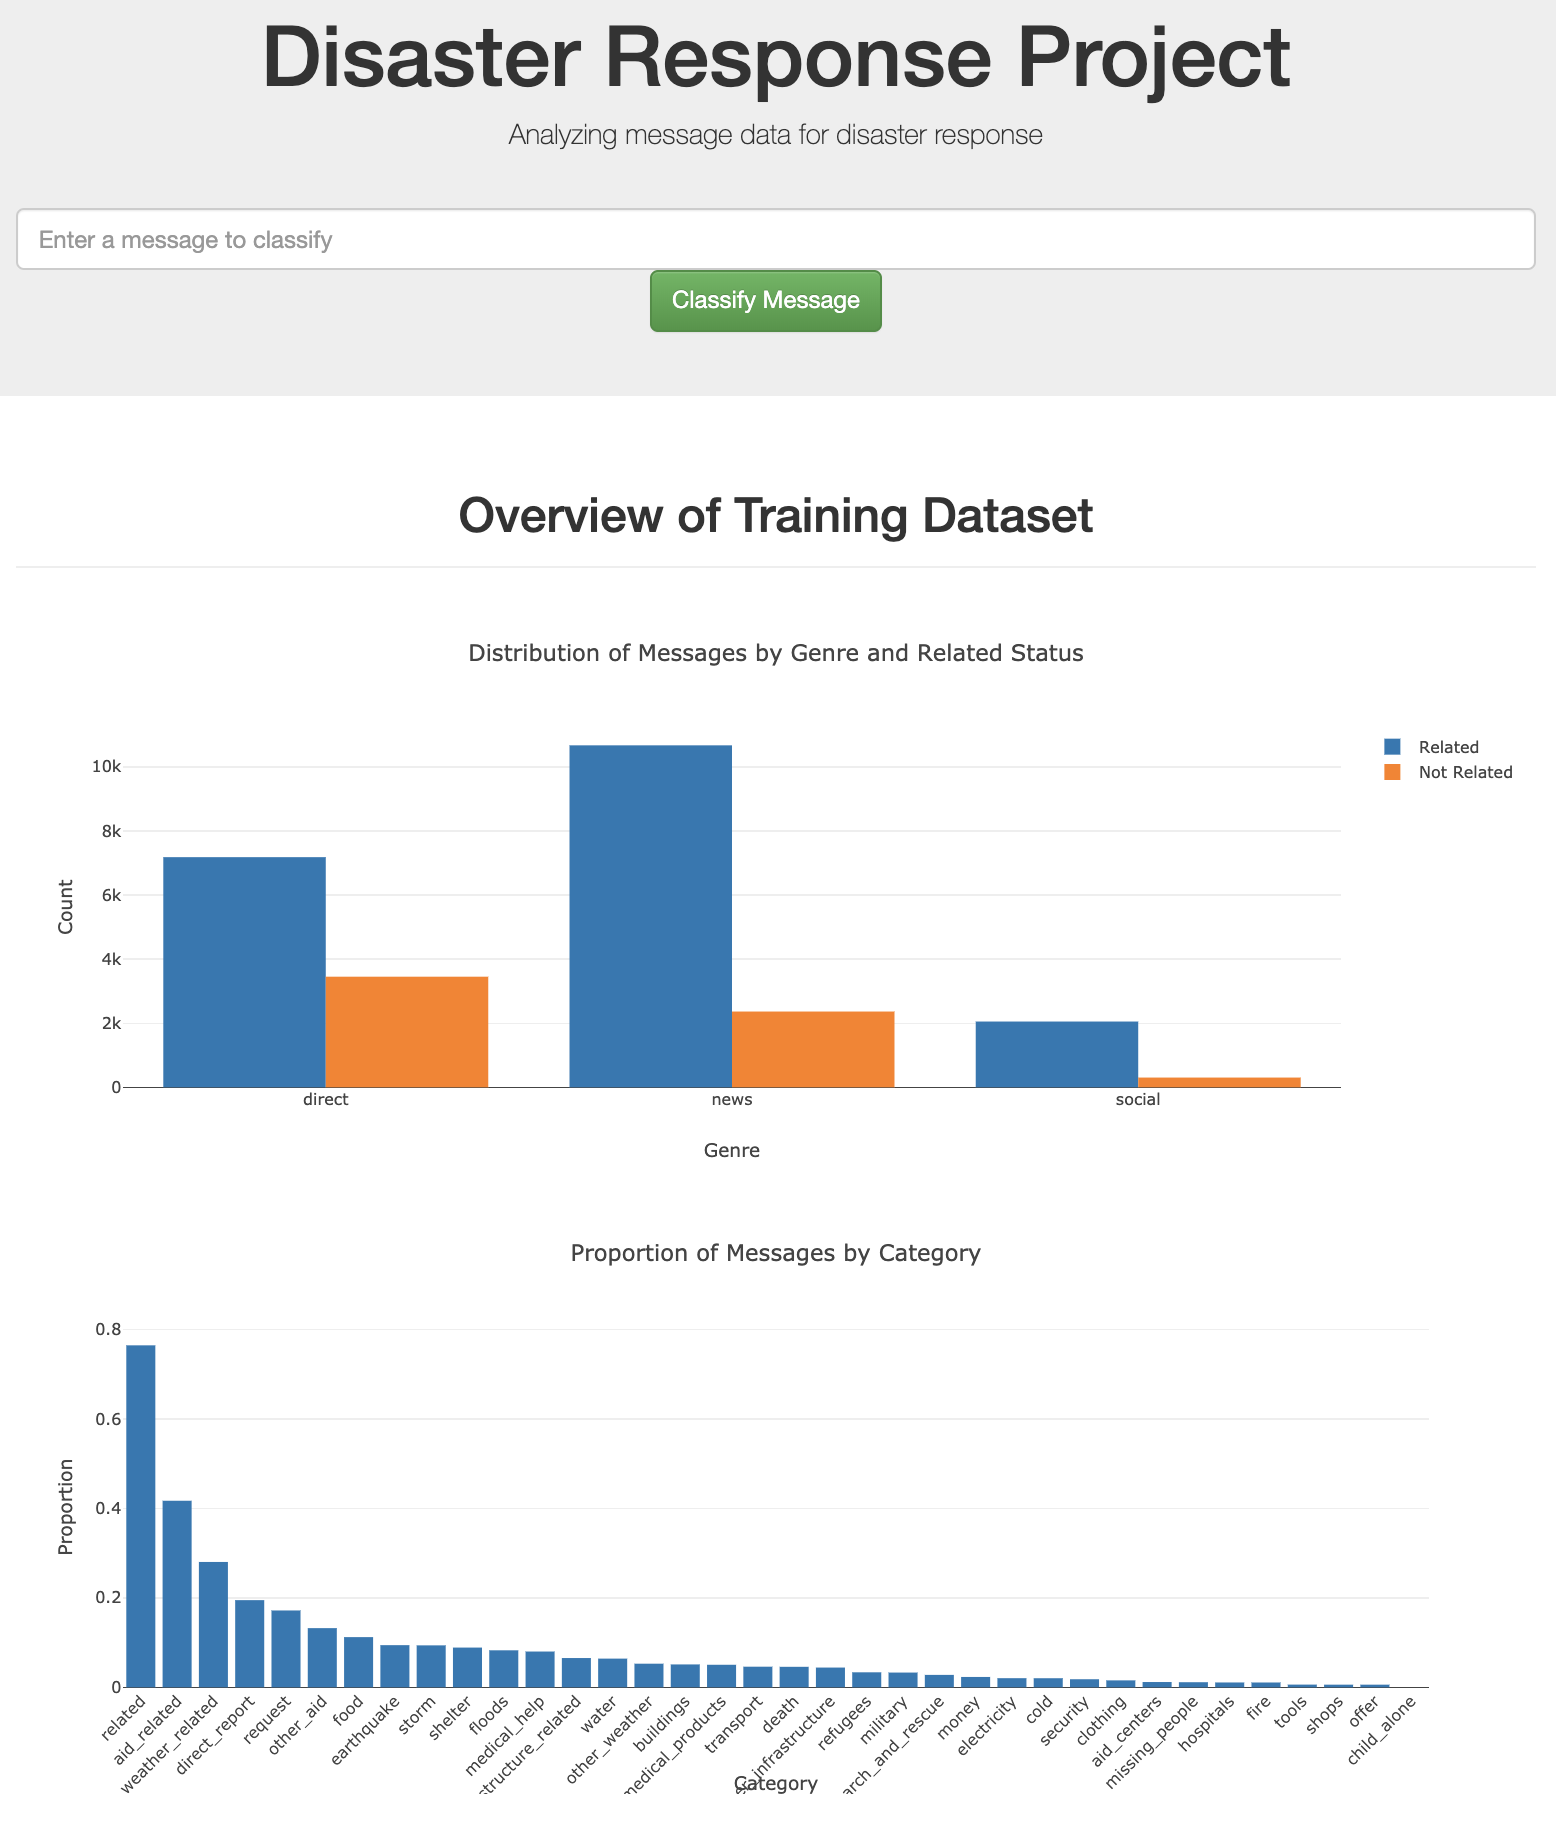 Disaster Response Project
Analyzing message data for disaster response
Enter a message to classify
Classify Message
Overview of Training Dataset
Distribution of Messages by Genre and Related Status
Related
Not Related
10k
8k
6k
4k
2k
0
Count
direct
news
social
Genre
Proportion of Messages by Category
0.8
0.6
0.4
0.2
0
Proportion
related
aid_related
weather_related
direct_report
request
other_aid
food
earthquake
storm
shelter
floods
medical_help
structure_related
water
other_weather
buildings
medical_products
transport
death
infrastructure
refugees
military
arch_and_rescue
money
electricity
cold
security
clothing
aid_centers
missing_people
hospitals
fire
tools
shops
offer
child_alone
Category